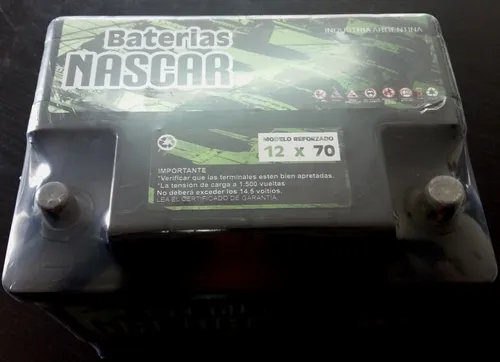 Baterias
NASCAR
INDUSTRIA ARGENTINA
MODELO REFORZADO
12 x 70
IMPORTANTE
*Verificar que las terminales esten bien apretadas.
*La tensión de carga a 1.500 vueltas
No deberá exceder los 14,5 voltios.
LEA EL CERTIFICADO DE GARANTIA.